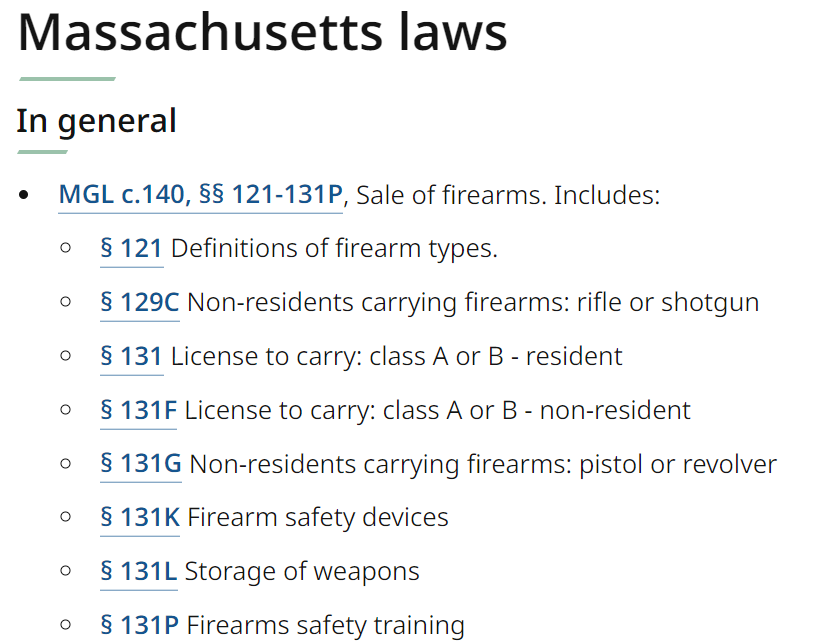 Massachusetts laws
In general
• MGL c.140, §§ 121-131P, Sale of firearms. Includes:
○ § 121 Definitions of firearm types.
○ § 129C Non-residents carrying firearms: rifle or shotgun
○ § 131 License to carry: class A or B - resident
○ § 131F License to carry: class A or B - non-resident
○ § 131G Non-residents carrying firearms: pistol or revolver
○ § 131K Firearm safety devices
○ § 131L Storage of weapons
○ § 131P Firearms safety training